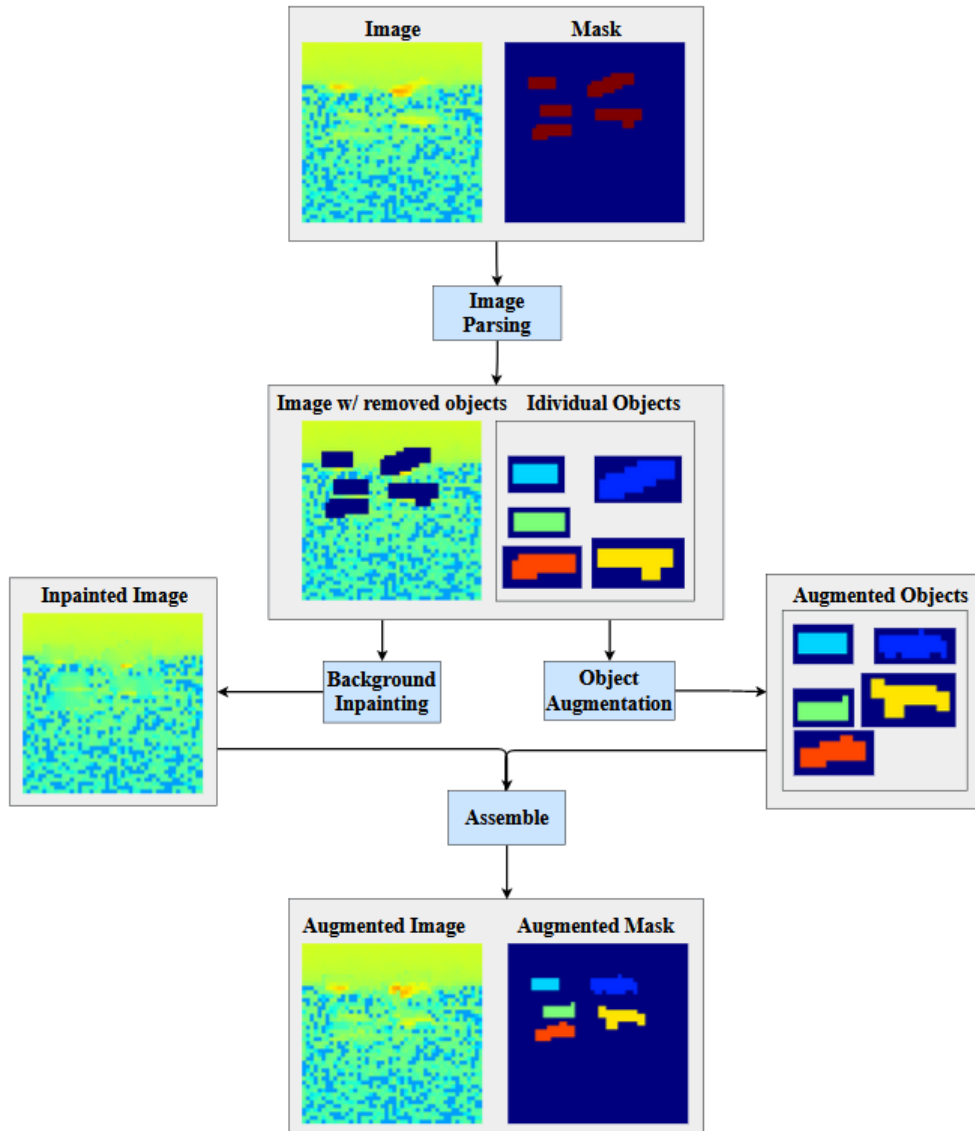 Image
Mask
Image
Parsing
Image w/ removed objects
Idividual Objects
Inpainted Image
Background
Inpainting
Object
Augmentation
Augmented Objects
Assemble
Augmented Image
Augmented Mask